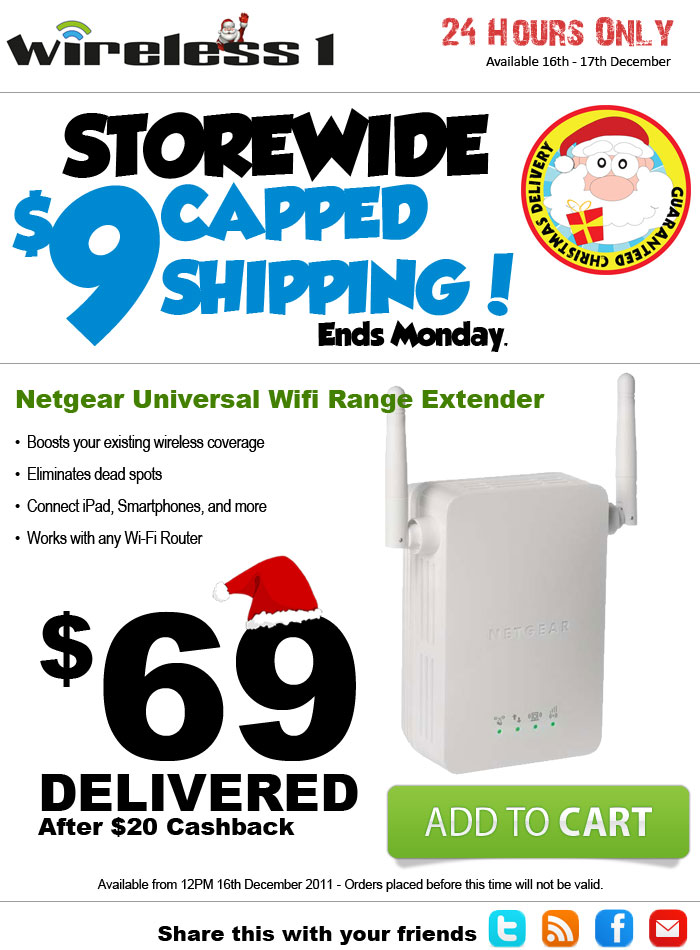 wireless 1
24 HOURS ONLY
Available 16th - 17th December
STOREWIDE
$9 CAPPED
SHIPPING!
Ends Monday.
GUARANTEED CHRISTMAS DELIVERY
Netgear Universal Wifi Range Extender
• Boosts your existing wireless coverage
• Eliminates dead spots
• Connect iPad, Smartphones, and more
• Works with any Wi-Fi Router
NETGEAR
$69
DELIVERED
After $20 Cashback
ADD TO CART
Available from 12PM 16th December 2011 - Orders placed before this time will not be valid.
Share this with your friends